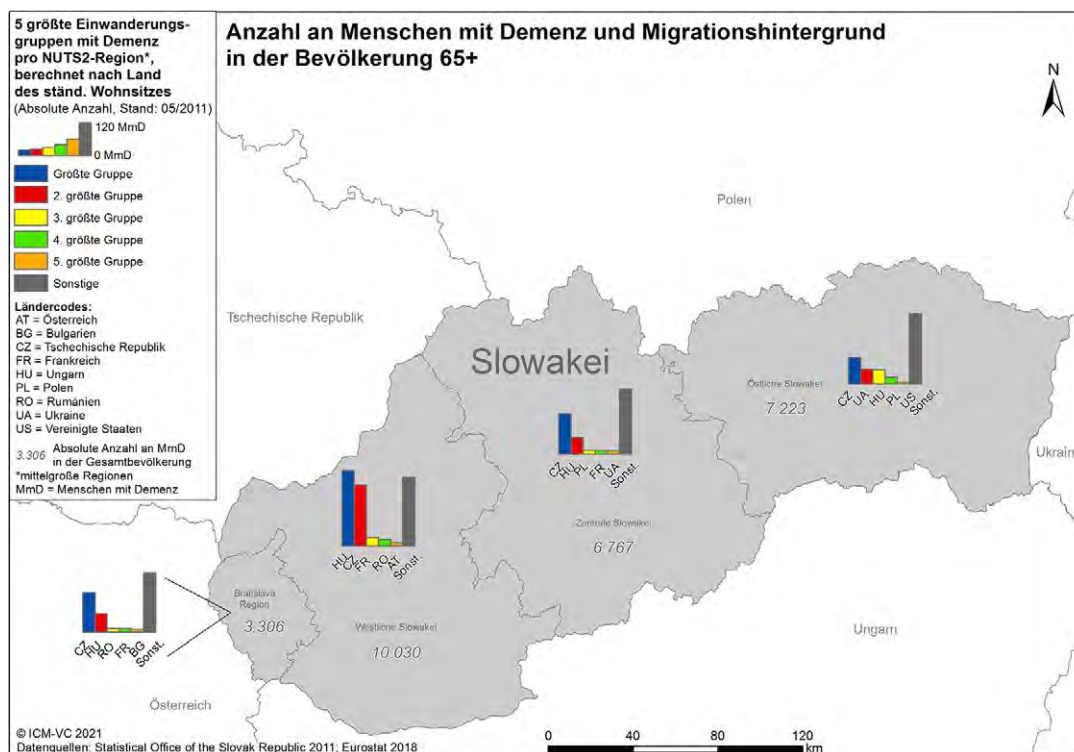 5 größte Einwanderungs-
gruppen mit Demenz
pro NUTS2-Region*,
berechnet nach Land
des ständ. Wohnsitzes
(Absolute Anzahl, Stand: 05/2011)
120 MmD
0 MmD
Größte Gruppe
2. größte Gruppe
3. größte Gruppe
4. größte Gruppe
5. größte Gruppe
Sonstige
Ländercodes:
AT = Österreich
BG = Bulgarien
CZ = Tschechische Republik
FR = Frankreich
HU = Ungarn
PL = Polen
RO = Rumänien
UA = Ukraine
US = Vereinigte Staaten
3.306 Absolute Anzahl an MmD
in der Gesamtbevölkerung
*mittelgroße Regionen
MmD = Menschen mit Demenz
Anzahl an Menschen mit Demenz und Migrationshintergrund
in der Bevölkerung 65+
N
Polen
Tschechische Republik
Slowakei
Östliche Slowakei
7.223
CZ UA HU PL US Sonst.
Ukraine
CZ HU PL FR UA Sonst.
Zentrale Slowakei
6.767
HU CZ FR RO AT Sonst.
Bratislava
Region
3.306
Westliche Slowakei
10.030
CZ HU RO FR BG Sonst.
Ungarn
Österreich
© ICM-VC 2021
Datenquellen: Statistical Office of the Slovak Republic 2011; Eurostat 2018
0 20 40 80 120
km